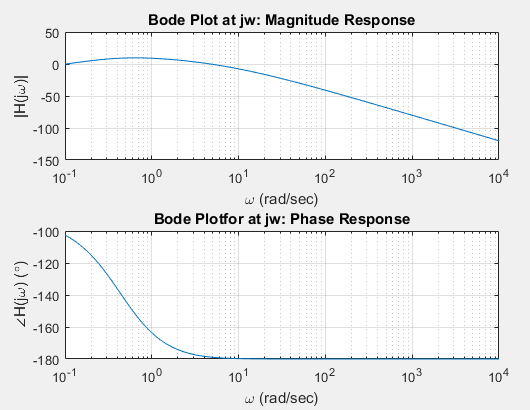 Bode Plot at jw: Magnitude Response
50
0
-50
-100
-150
|H(jω)|
10^-1 10^0 10^1 10^2 10^3 10^4
ω (rad/sec)
Bode Plotfor at jw: Phase Response
-100
-120
-140
-160
-180
∠H(jω) (°)
10^-1 10^0 10^1 10^2 10^3 10^4
ω (rad/sec)